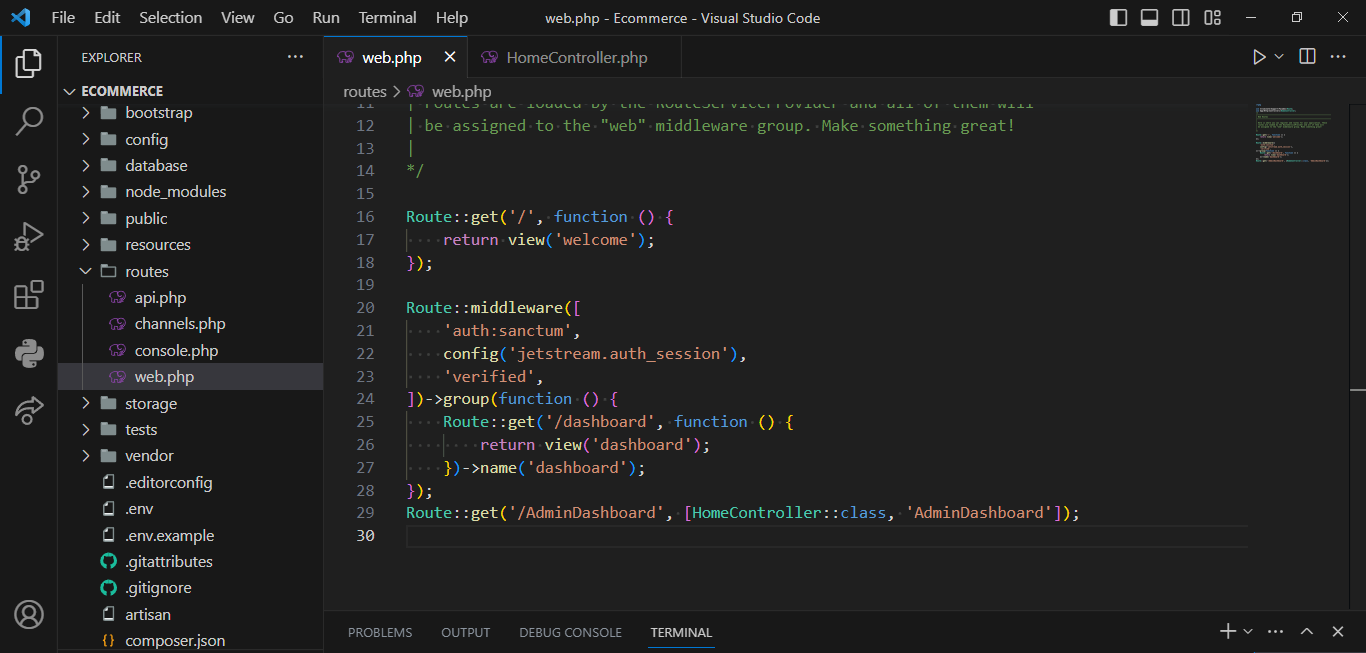 File Edit Selection View Go Run Terminal Help
web.php - Ecommerce - Visual Studio Code
EXPLORER
ECOMMERCE
bootstrap
config
database
node_modules
public
resources
routes
api.php
channels.php
console.php
web.php
storage
tests
vendor
.editorconfig
.env
.env.example
.gitattributes
.gitignore
artisan
composer.json
web.php HomeController.php
routes > web.php
11 | routes are loaded by the RouteServiceProvider and all of them will
12 | be assigned to the "web" middleware group. Make something great!
13 |
14 */
15
16 Route::get('/', function () {
17     return view('welcome');
18 });
19
20 Route::middleware([
21     'auth:sanctum',
22     config('jetstream.auth_session'),
23     'verified',
24 ])->group(function () {
25     Route::get('/dashboard', function () {
26         return view('dashboard');
27     })->name('dashboard');
28 });
29 Route::get('/AdminDashboard', [HomeController::class, 'AdminDashboard']);
30
PROBLEMS OUTPUT DEBUG CONSOLE TERMINAL